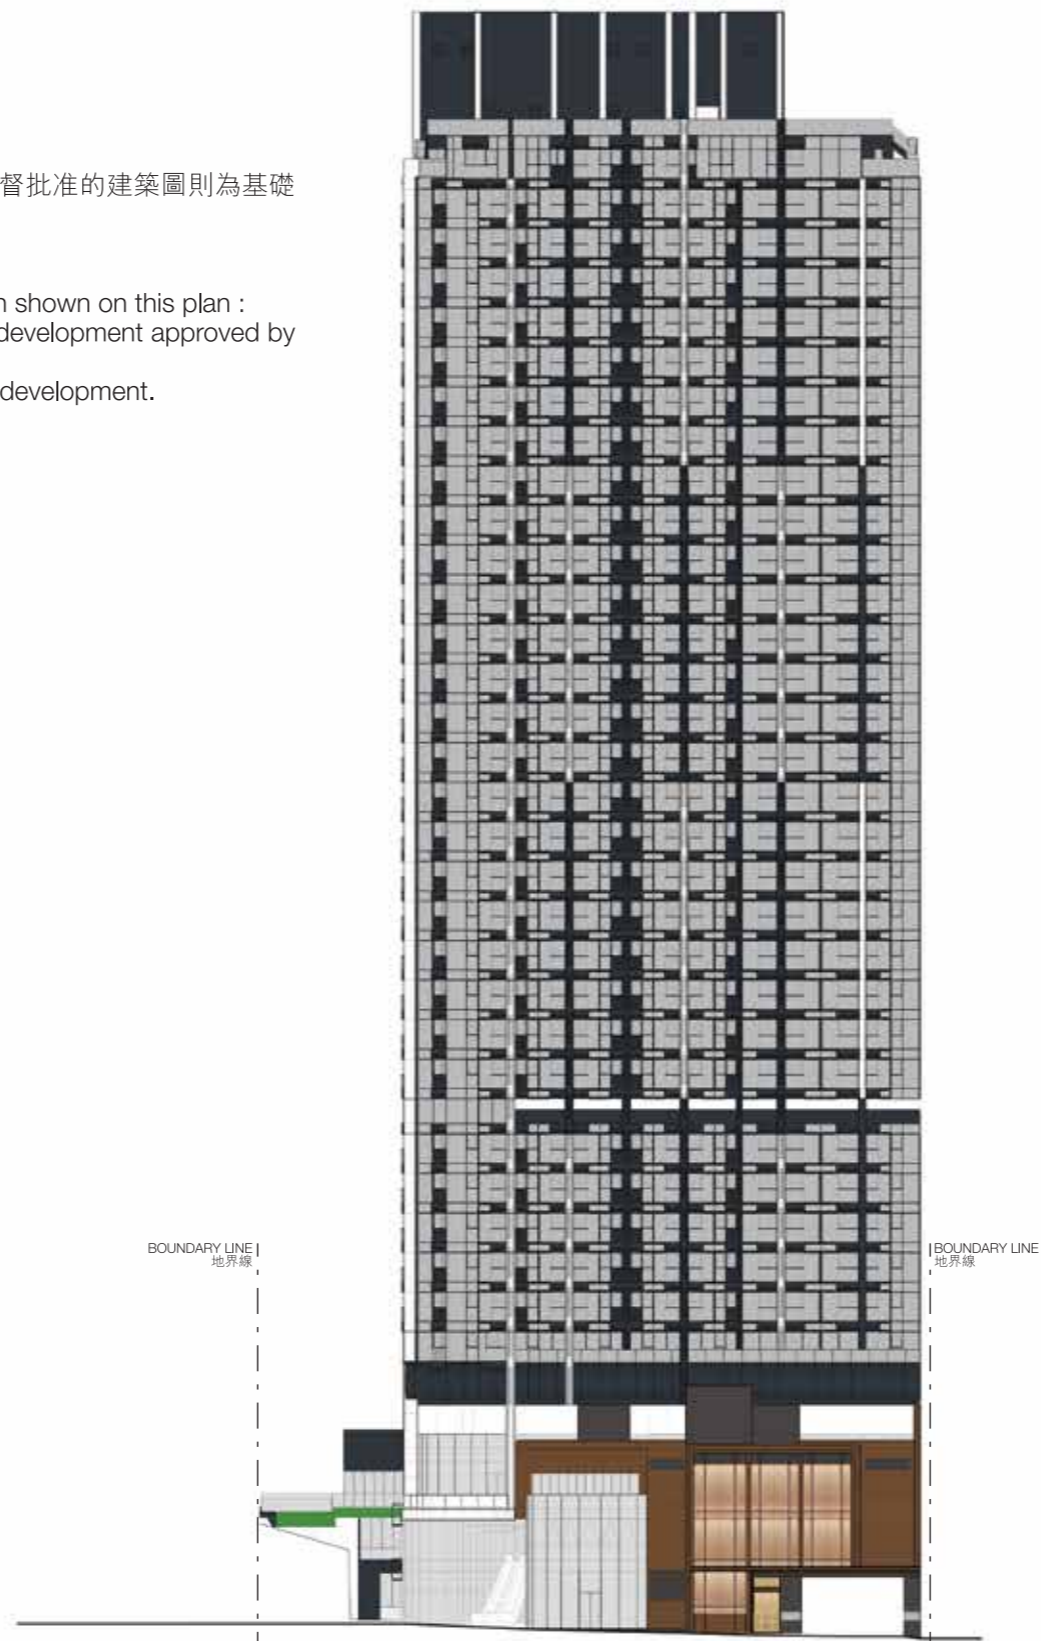 督批准的建築圖則為基礎
n shown on this plan :
development approved by
development.
BOUNDARY LINE
地界線
BOUNDARY LINE
地界線